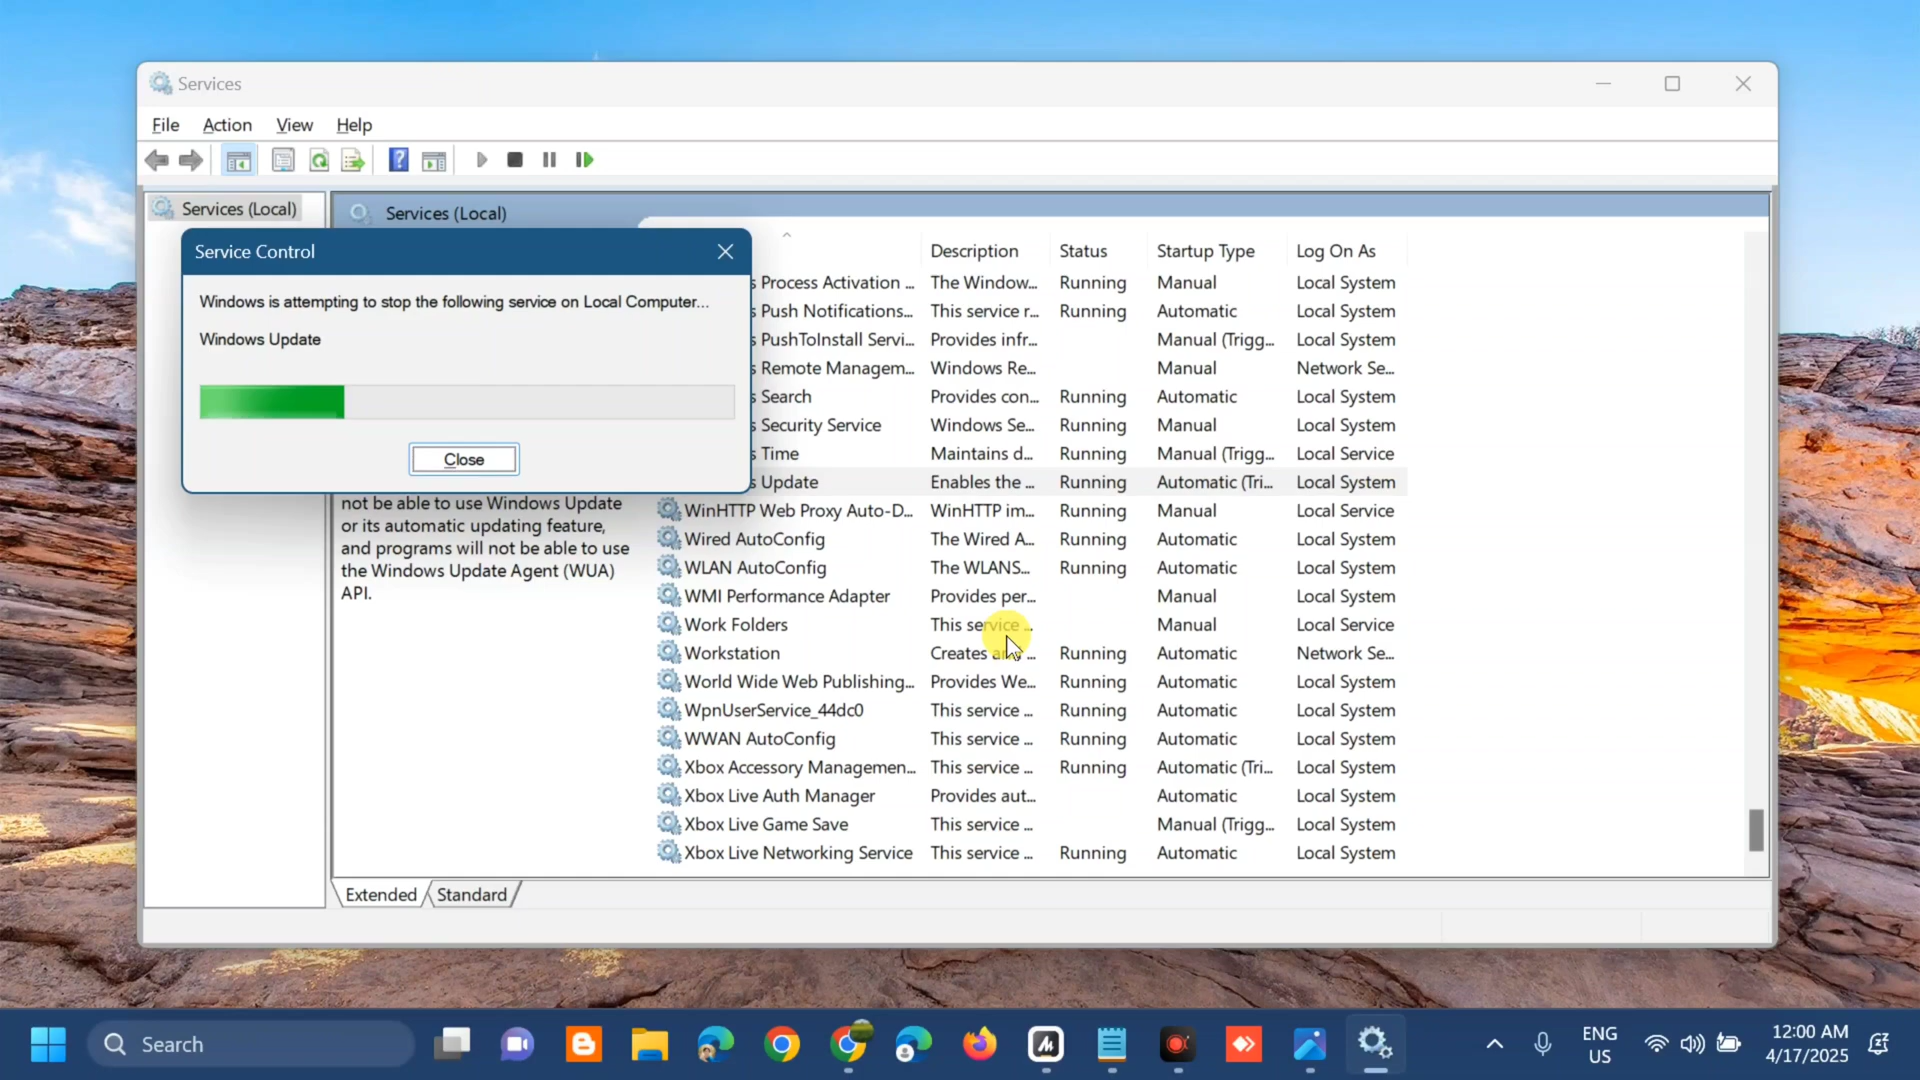 Services
File Action View Help
Services (Local)
Services (Local)
Service Control
Windows is attempting to stop the following service on Local Computer...
Windows Update
Close
not be able to use Windows Update
or its automatic updating feature,
and programs will not be able to use
the Windows Update Agent (WUA)
API.
Description Status Startup Type Log On As
s Process Activation ... The Window... Running Manual Local System
s Push Notifications... This service r... Running Automatic Local System
s PushToInstall Servi... Provides infr... Manual (Trigg... Local System
s Remote Managem... Windows Re... Manual Network Se...
s Search Provides con... Running Automatic Local System
s Security Service Windows Se... Running Manual Local System
s Time Maintains d... Running Manual (Trigg... Local Service
s Update Enables the ... Running Automatic (Tri... Local System
WinHTTP Web Proxy Auto-D... WinHTTP im... Running Manual Local Service
Wired AutoConfig The Wired A... Running Automatic Local System
WLAN AutoConfig The WLANS... Running Automatic Local System
WMI Performance Adapter Provides per... Manual Local System
Work Folders This service ... Manual Local Service
Workstation Creates and ... Running Automatic Network Se...
World Wide Web Publishing... Provides We... Running Automatic Local System
WpnUserService_44dc0 This service ... Running Automatic Local System
WWAN AutoConfig This service ... Running Automatic Local System
Xbox Accessory Managemen... This service ... Running Automatic (Tri... Local System
Xbox Live Auth Manager Provides aut... Automatic Local System
Xbox Live Game Save This service ... Manual (Trigg... Local System
Xbox Live Networking Service This service ... Running Automatic Local System
Extended Standard
Search
ENG
US
12:00 AM
4/17/2025